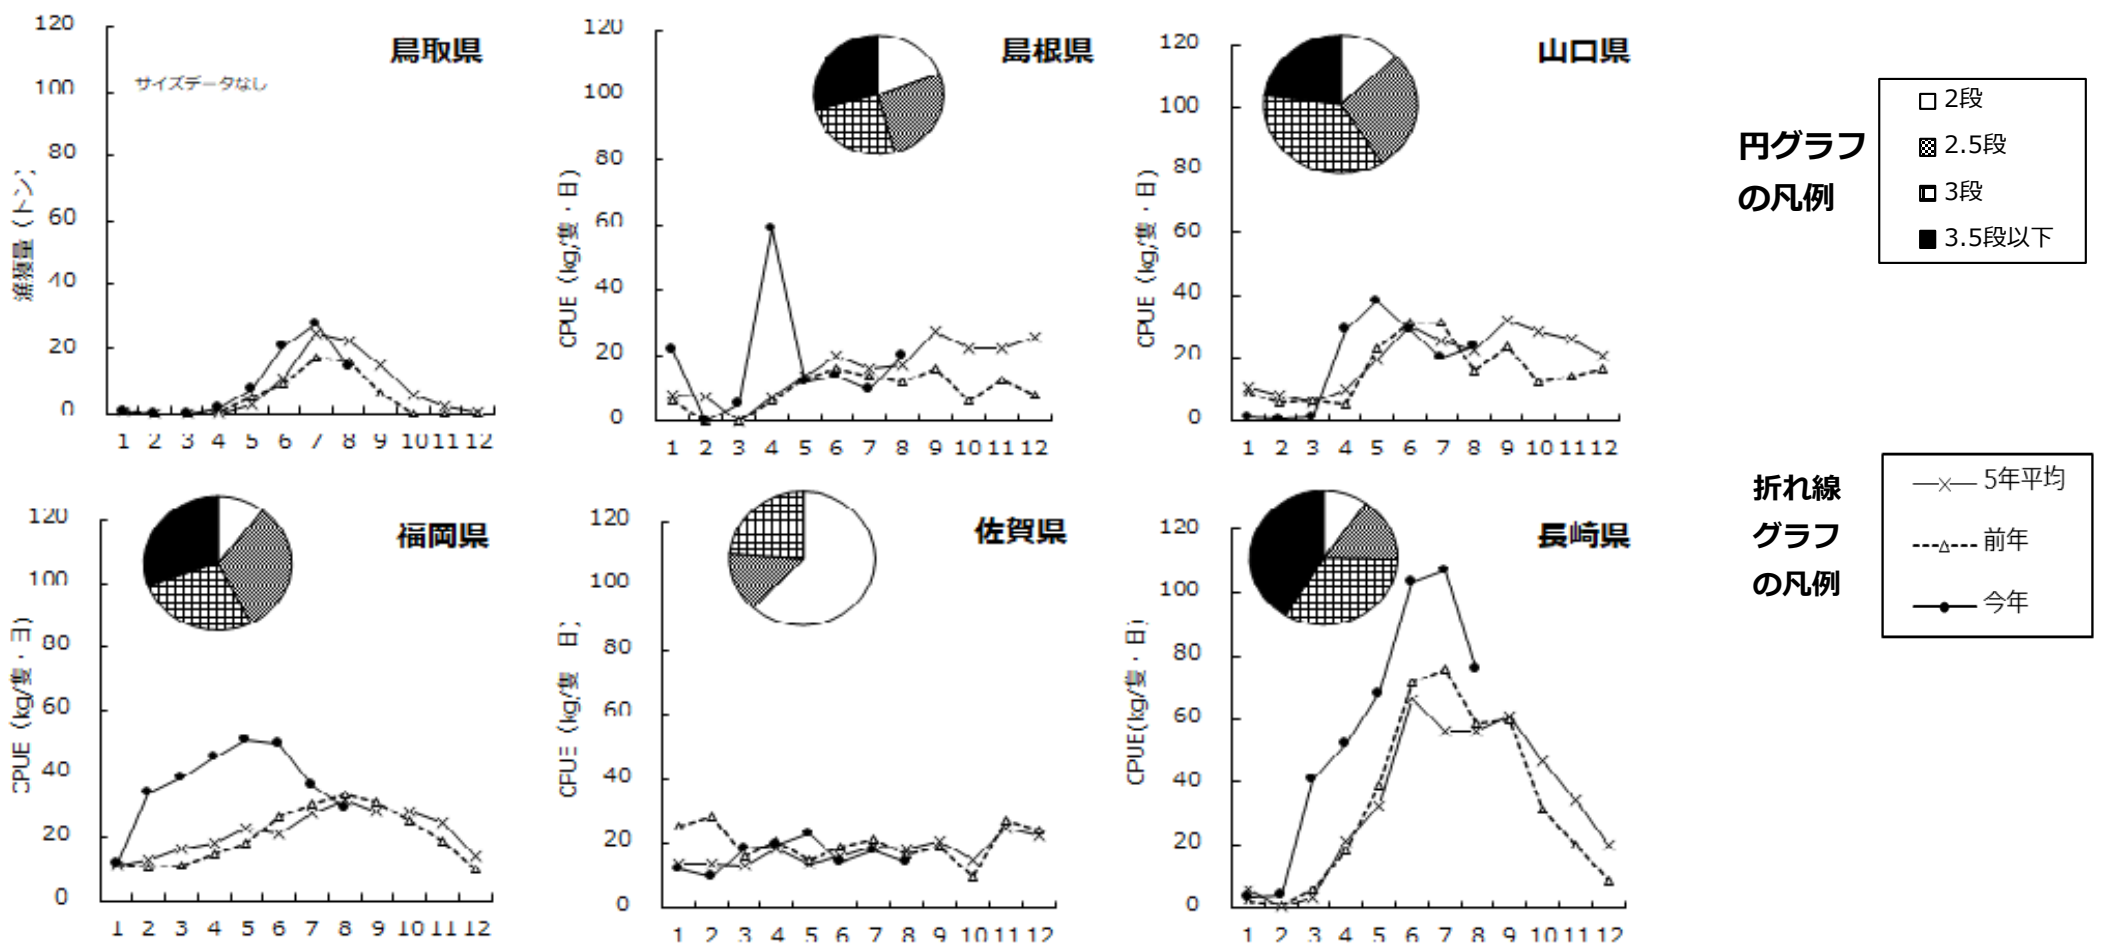 鳥取県
サイズデータなし
漁獲量（トン）
120
100
80
60
40
20
0
1 2 3 4 5 6 7 8 9 10 11 12
島根県
CPUE（kg/隻・日）
120
100
80
60
40
20
0
1 2 3 4 5 6 7 8 9 10 11 12
山口県
CPUE（kg/隻・日）
120
100
80
60
40
20
0
1 2 3 4 5 6 7 8 9 10 11 12
円グラフ
の凡例
2段
2.5段
3段
3.5段以下
福岡県
CPUE（kg/隻・日）
120
100
80
60
40
20
0
1 2 3 4 5 6 7 8 9 10 11 12
佐賀県
CPUE（kg/隻 日）
120
100
80
60
40
20
0
1 2 3 4 5 6 7 8 9 10 11 12
長崎県
CPUE(kg/隻・日)
120
100
80
60
40
20
0
1 2 3 4 5 6 7 8 9 10 11 12
折れ線
グラフ
の凡例
5年平均
前年
今年